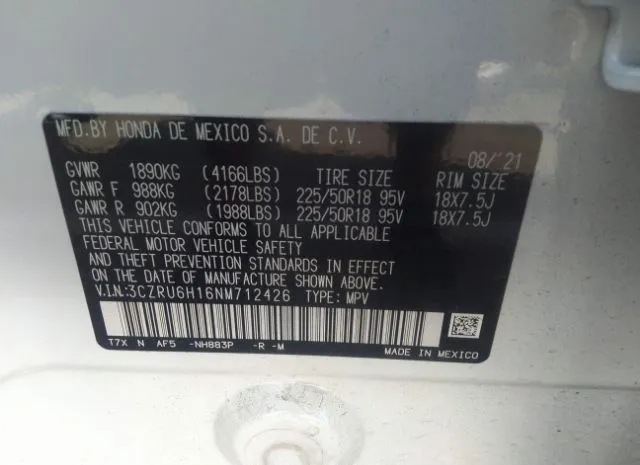 MFD.BY HONDA DE MEXICO S.A. DE C.V. 08/'21
GVWR 1890KG (4166LBS) TIRE SIZE RIM SIZE
GAWR F 988KG (2178LBS) 225/50R18 95V 18X7.5J
GAWR R 902KG (1988LBS) 225/50R18 95V 18X7.5J
THIS VEHICLE CONFORMS TO ALL APPLICABLE
FEDERAL MOTOR VEHICLE SAFETY
AND THEFT PREVENTION STANDARDS IN EFFECT
ON THE DATE OF MANUFACTURE SHOWN ABOVE.
V.I.N:3CZRU6H16NM712426 TYPE: MPV
T7X N AF5 -NH883P -R -M MADE IN MEXICO